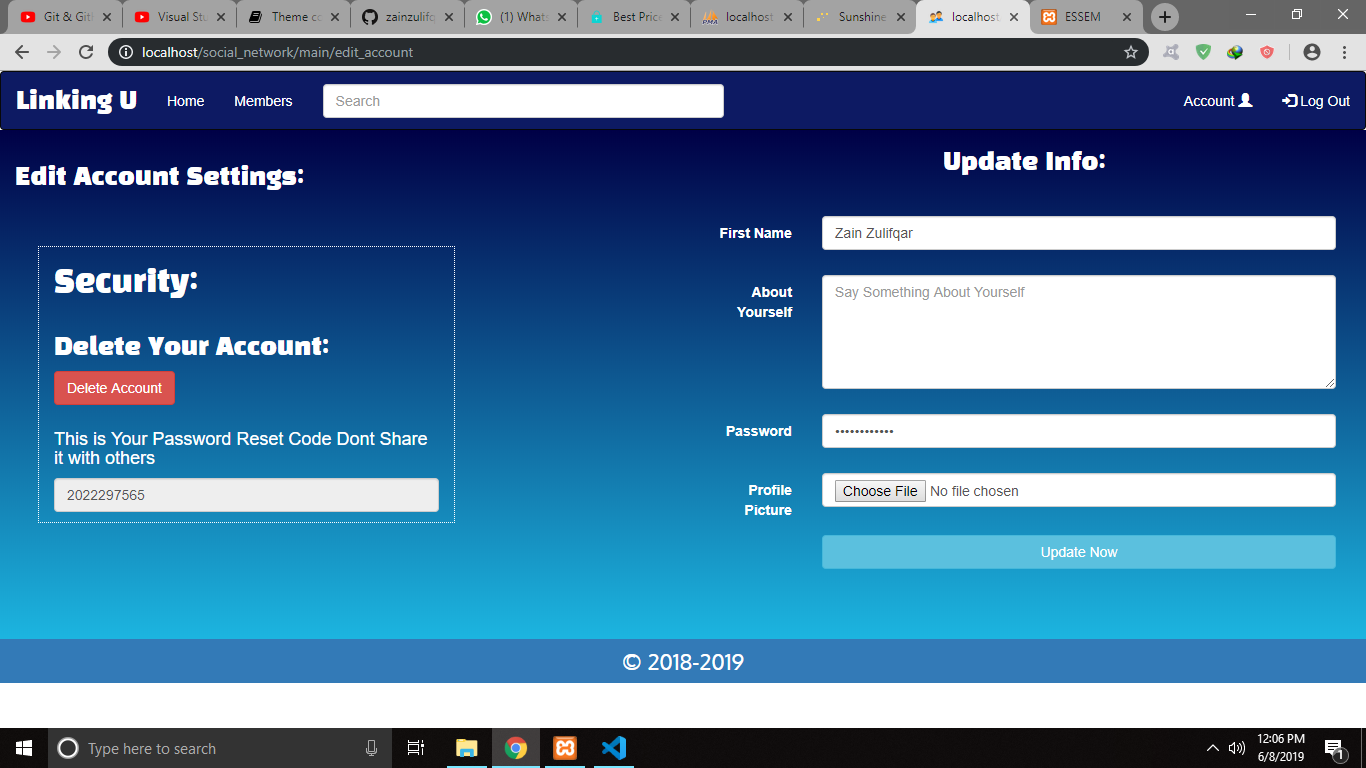 Git & Giti
Visual Stu
Theme co
zainzulifq
(1) Whats
Best Price
localhost
Sunshine
localhost
ESSEM
localhost/social_network/main/edit_account
Linking U
Home
Members
Search
Account
Log Out
Edit Account Settings:
Security:
Delete Your Account:
Delete Account
This is Your Password Reset Code Dont Share
it with others
2022297565
Update Info:
First Name
Zain Zulifqar
About
Yourself
Say Something About Yourself
Password
••••••••••••
Profile
Picture
Choose File No file chosen
Update Now
© 2018-2019
Type here to search
12:06 PM
6/8/2019
1